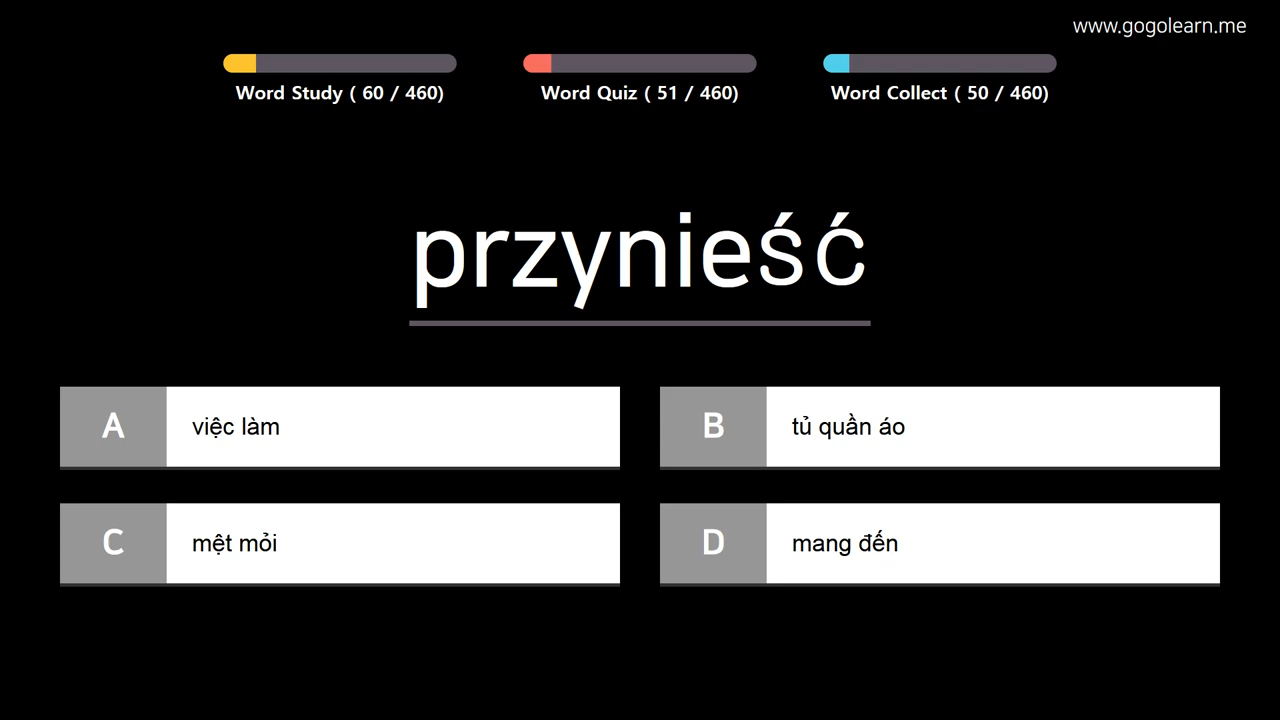 www.gogolearn.me
Word Study ( 60 / 460)
Word Quiz ( 51 / 460)
Word Collect ( 50 / 460)
przynieść
A việc làm
B tủ quần áo
C mệt mỏi
D mang đến